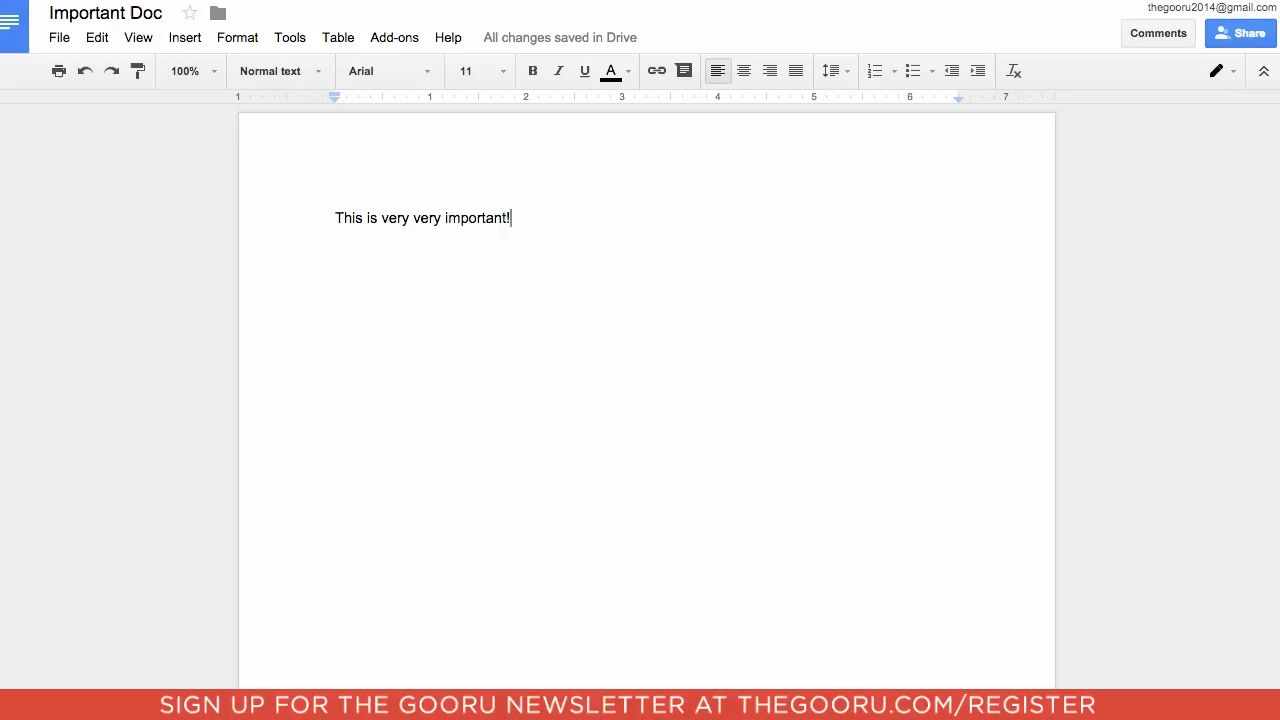 Important Doc
thegooru2014@gmail.com
File Edit View Insert Format Tools Table Add-ons Help All changes saved in Drive
Comments Share
100% Normal text Arial 11 B I U A
1 1 2 3 4 5 6 7
This is very very important!
SIGN UP FOR THE GOORU NEWSLETTER AT THEGOORU.COM/REGISTER